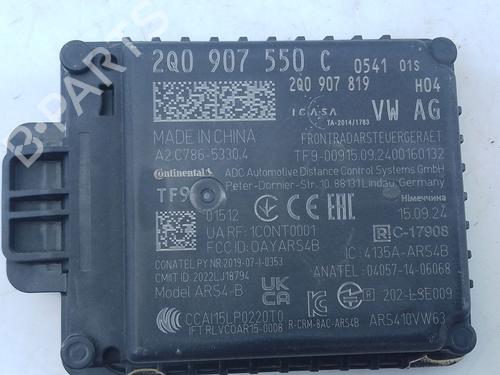 2Q0 907 550 C 0541 01S
2Q0 907 819 H04
ICASA
TA-2014/1783
VW AG
MADE IN CHINA
FRONTRADARSTEUERGERAET
A2C786-5330.4
TF9-00915.09.2400160132
Continental
ADC Automotive Distance Control Systems GmbH
Peter-Dornier-Str. 10, 88131 Lindau, Germany
TF9
01512
CE EAC
15.09.24
UA RF: 1CONT0001
R C-17908
FCC ID: OAYARS4B
IC: 4135A-ARS4B
CONATEL PY NR.2019-07-I-0353
ANATEL: 04057-14-06068
CMIIT ID: 2022LJ18794
Model ARS4-B
UK CA
R 202-LSE009
CCAI15LP0220T0
IFT RLVCOAR15-0008
R-CRM-8AC-ARS4B
ARS410VW63
B-Parts